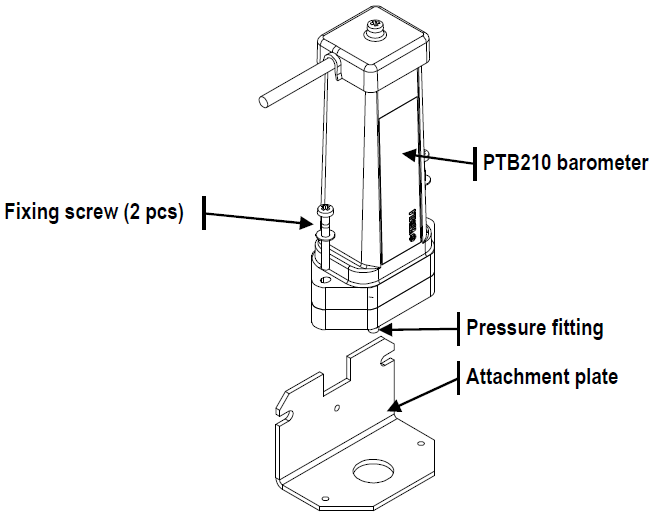 PTB210 barometer
Fixing screw (2 pcs)
Pressure fitting
Attachment plate